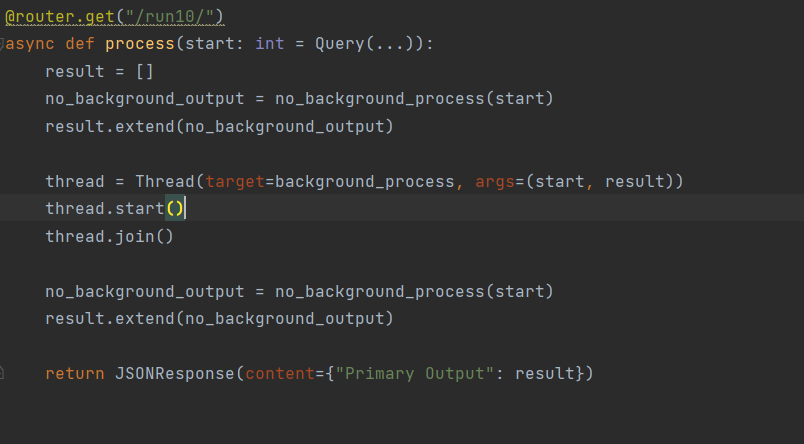 @router.get("/run10/")
async def process(start: int = Query(...)):
    result = []
    no_background_output = no_background_process(start)
    result.extend(no_background_output)
    thread = Thread(target=background_process, args=(start, result))
    thread.start()
    thread.join()
    no_background_output = no_background_process(start)
    result.extend(no_background_output)
    return JSONResponse(content={"Primary Output": result})